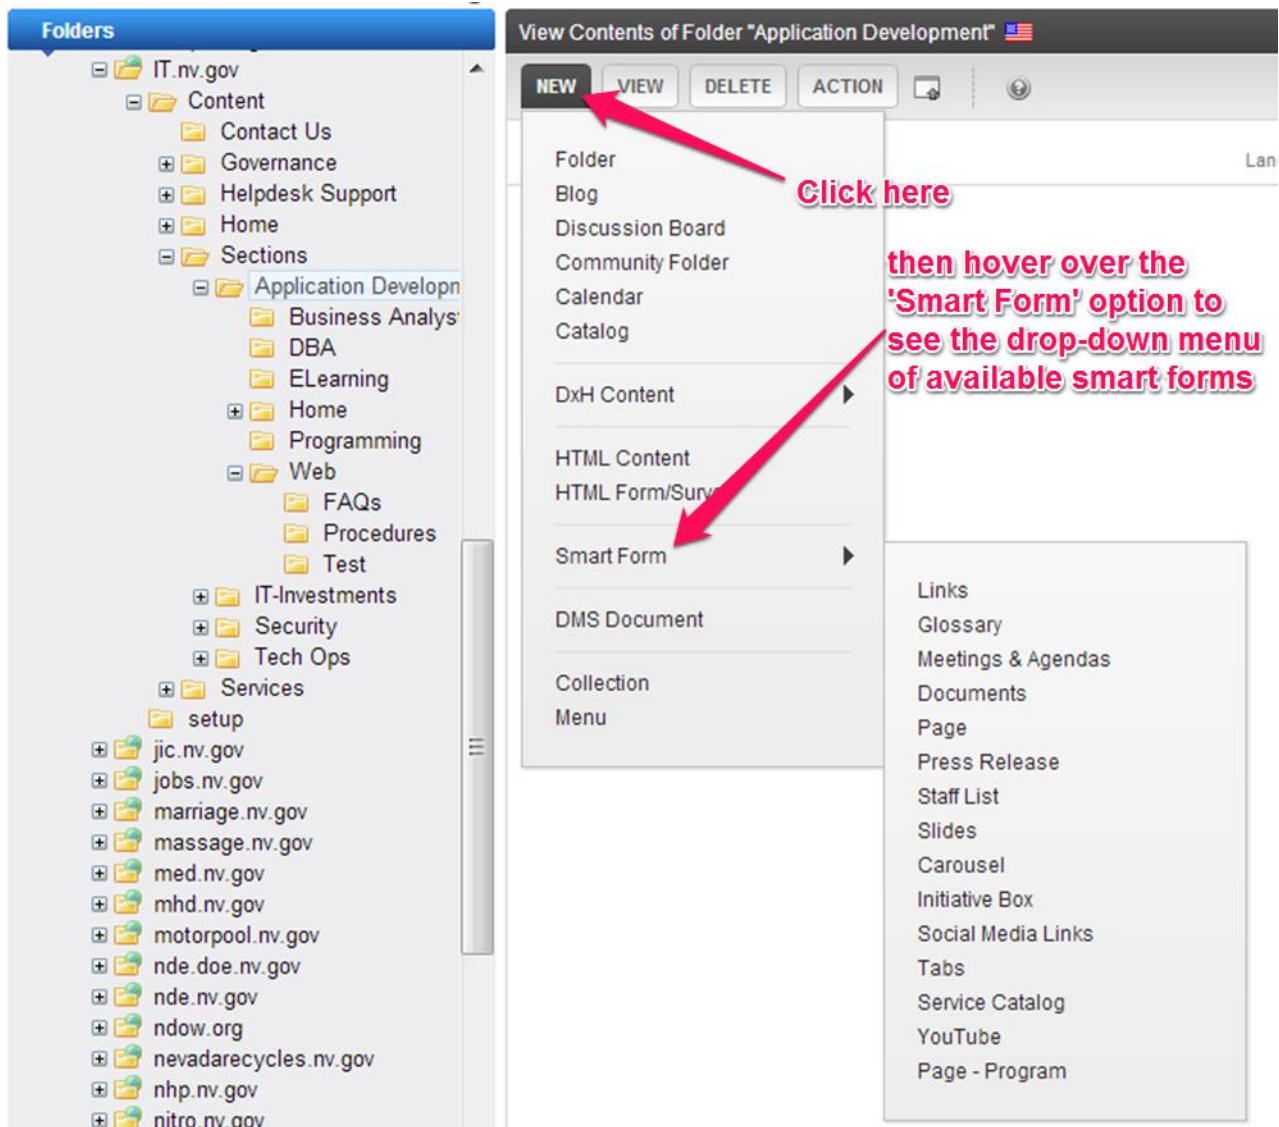 Folders
IT.nv.gov
Content
Contact Us
Governance
Helpdesk Support
Home
Sections
Application Developn
Business Analys
DBA
ELearning
Home
Programming
Web
FAQs
Procedures
Test
IT-Investments
Security
Tech Ops
Services
setup
jic.nv.gov
jobs.nv.gov
marriage.nv.gov
massage.nv.gov
med.nv.gov
mhd.nv.gov
motorpool.nv.gov
nde.doe.nv.gov
nde.nv.gov
ndow.org
nevadarecycles.nv.gov
nhp.nv.gov
nitro.nv.gov
View Contents of Folder "Application Development"
NEW VIEW DELETE ACTION
Lan
Folder
Blog
Discussion Board
Community Folder
Calendar
Catalog
DxH Content
HTML Content
HTML Form/Surve
Smart Form
DMS Document
Collection
Menu
Click here
then hover over the
'Smart Form' option to
see the drop-down menu
of available smart forms
Links
Glossary
Meetings & Agendas
Documents
Page
Press Release
Staff List
Slides
Carousel
Initiative Box
Social Media Links
Tabs
Service Catalog
YouTube
Page - Program